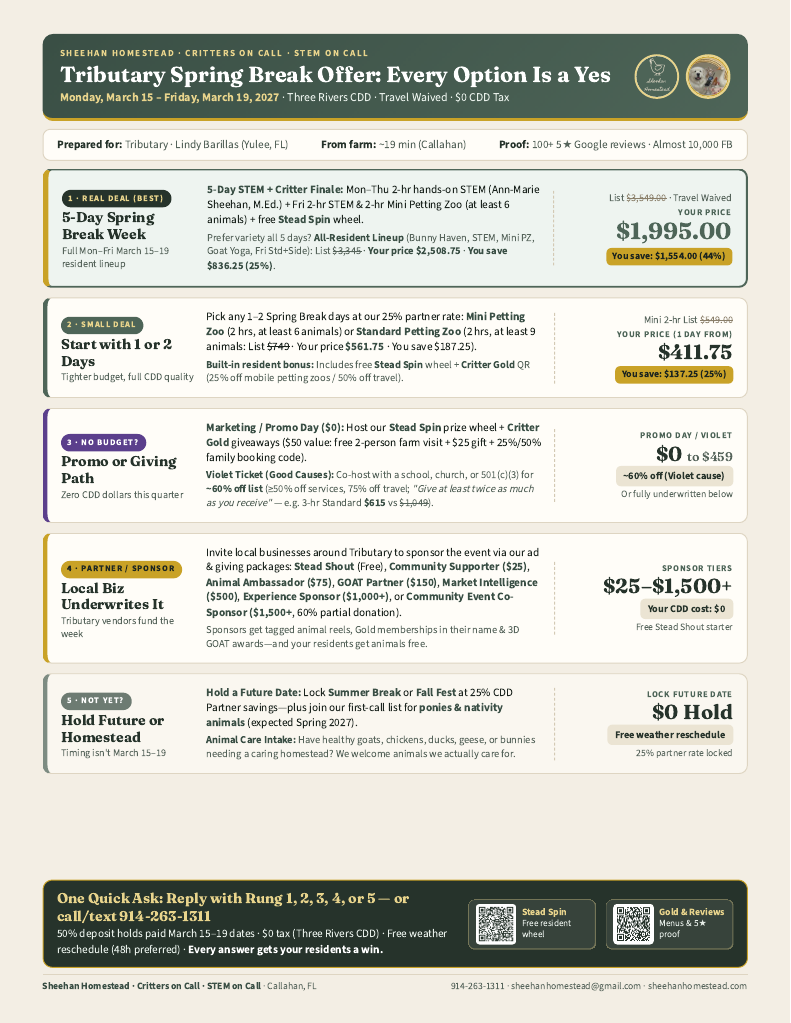 SHEEHAN HOMESTEAD · CRITTERS ON CALL · STEM ON CALL
Tributary Spring Break Offer: Every Option Is a Yes
Monday, March 15 – Friday, March 19, 2027 · Three Rivers CDD · Travel Waived · $0 CDD Tax
Prepared for: Tributary · Lindy Barillas (Yulee, FL)
From farm: ~19 min (Callahan)
Proof: 100+ 5★ Google reviews · Almost 10,000 FB
1 · REAL DEAL (BEST)
5-Day Spring
Break Week
Full Mon–Fri March 15–19
resident lineup
5-Day STEM + Critter Finale: Mon–Thu 2-hr hands-on STEM (Ann-Marie
Sheehan, M.Ed.) + Fri 2-hr STEM & 2-hr Mini Petting Zoo (at least 6
animals) + free Stead Spin wheel.
Prefer variety all 5 days? All-Resident Lineup (Bunny Haven, STEM, Mini PZ,
Goat Yoga, Fri Std+Side): List $3,345 · Your price $2,508.75 · You save
$836.25 (25%).
List $3,549.00 · Travel Waived
YOUR PRICE
$1,995.00
You save: $1,554.00 (44%)
2 · SMALL DEAL
Start with 1 or 2
Days
Tighter budget, full CDD quality
Pick any 1–2 Spring Break days at our 25% partner rate: Mini Petting
Zoo (2 hrs, at least 6 animals) or Standard Petting Zoo (2 hrs, at least 9
animals: List $749 · Your price $561.75 · You save $187.25).
Built-in resident bonus: Includes free Stead Spin wheel + Critter Gold QR
(25% off mobile petting zoos / 50% off travel).
Mini 2-hr List $549.00
YOUR PRICE (1 DAY FROM)
$411.75
You save: $137.25 (25%)
3 · NO BUDGET?
Promo or Giving
Path
Zero CDD dollars this quarter
Marketing / Promo Day ($0): Host our Stead Spin prize wheel + Critter
Gold giveaways ($50 value: free 2-person farm visit + $25 gift + 25%/50%
family booking code).
Violet Ticket (Good Causes): Co-host with a school, church, or 501(c)(3) for
~60% off list (≥50% off services, 75% off travel; "Give at least twice as much
as you receive" — e.g. 3-hr Standard $615 vs $1,049).
PROMO DAY / VIOLET
$0 to $459
~60% off (Violet cause)
Or fully underwritten below
4 · PARTNER / SPONSOR
Local Biz
Underwrites It
Tributary vendors fund the
week
Invite local businesses around Tributary to sponsor the event via our ad
& giving packages: Stead Shout (Free), Community Supporter ($25),
Animal Ambassador ($75), GOAT Partner ($150), Market Intelligence
($500), Experience Sponsor ($1,000+), or Community Event Co-
Sponsor ($1,500+, 60% partial donation).
Sponsors get tagged animal reels, Gold memberships in their name & 3D
GOAT awards—and your residents get animals free.
SPONSOR TIERS
$25–$1,500+
Your CDD cost: $0
Free Stead Shout starter
5 · NOT YET?
Hold Future or
Homestead
Timing isn't March 15–19
Hold a Future Date: Lock Summer Break or Fall Fest at 25% CDD
Partner savings—plus join our first-call list for ponies & nativity
animals (expected Spring 2027).
Animal Care Intake: Have healthy goats, chickens, ducks, geese, or bunnies
needing a caring homestead? We welcome animals we actually care for.
LOCK FUTURE DATE
$0 Hold
Free weather reschedule
25% partner rate locked
One Quick Ask: Reply with Rung 1, 2, 3, 4, or 5 — or
call/text 914-263-1311
50% deposit holds paid March 15–19 dates · $0 tax (Three Rivers CDD) · Free weather
reschedule (48h preferred) · Every answer gets your residents a win.
Stead Spin
Free resident
wheel
Gold & Reviews
Menus & 5★
proof
Sheehan Homestead · Critters on Call · STEM on Call · Callahan, FL
914-263-1311 · sheehanhomestead@gmail.com · sheehanhomestead.com